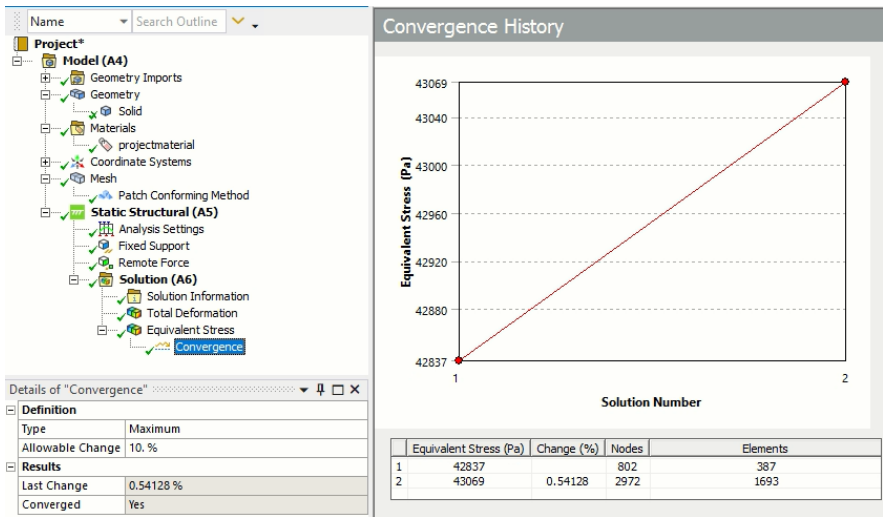 Name
Search Outline
Project*
Model (A4)
Geometry Imports
Geometry
Solid
Materials
projectmaterial
Coordinate Systems
Mesh
Patch Conforming Method
Static Structural (A5)
Analysis Settings
Fixed Support
Remote Force
Solution (A6)
Solution Information
Total Deformation
Equivalent Stress
Convergence
Details of "Convergence"
Definition
Type Maximum
Allowable Change 10. %
Results
Last Change 0.54128 %
Converged Yes
Convergence History
43069
43040
43000
42960
42920
42880
42837
Equivalent Stress (Pa)
1 2
Solution Number
Equivalent Stress (Pa) Change (%) Nodes Elements
1 42837 802 387
2 43069 0.54128 2972 1693